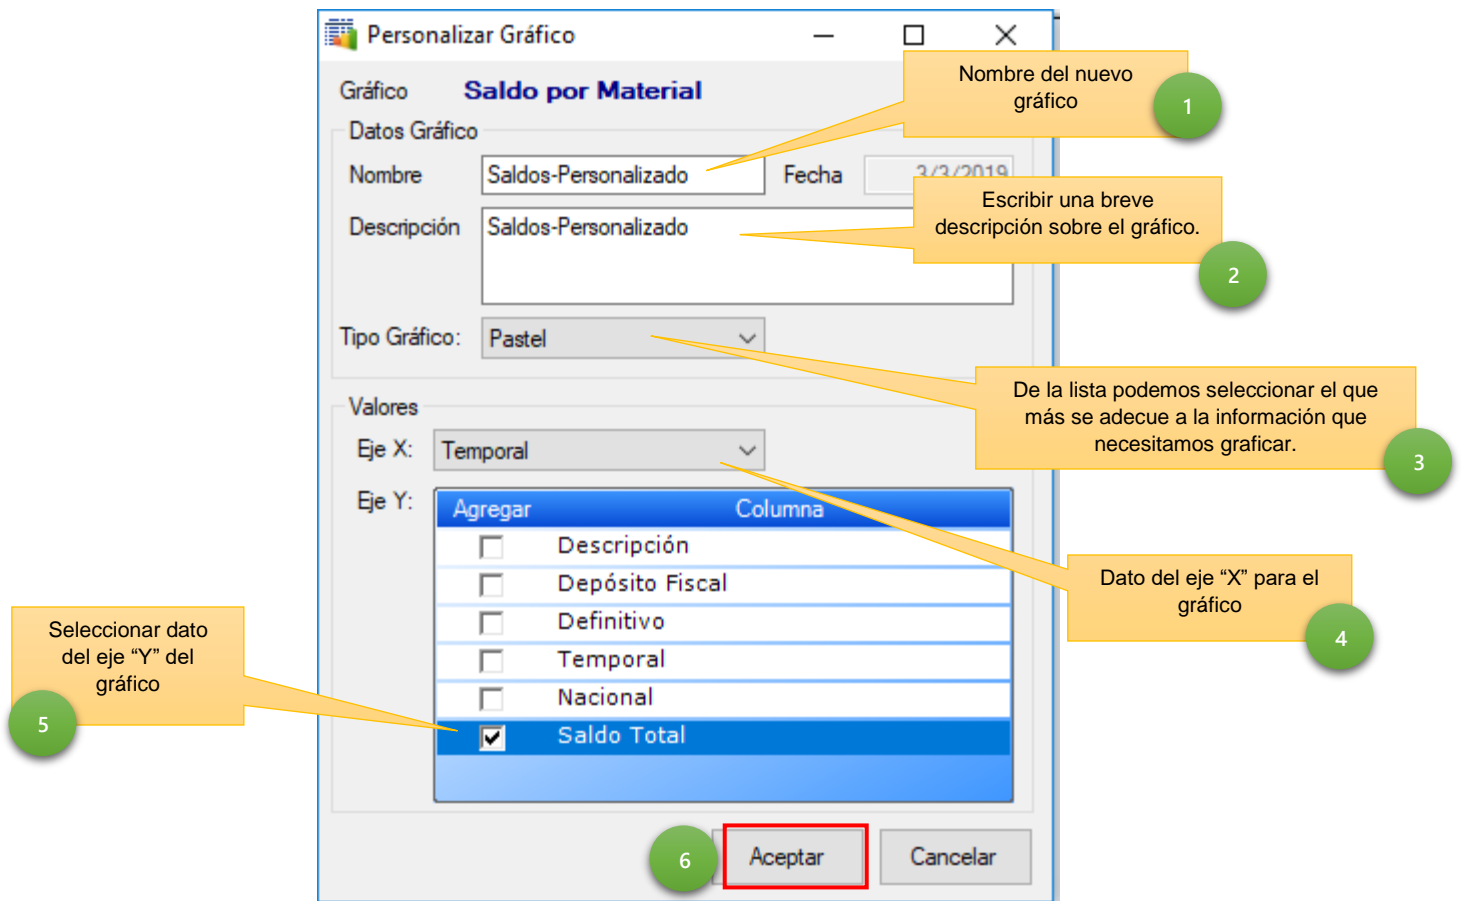 Personalizar Gráfico
Gráfico Saldo por Material
Nombre del nuevo
gráfico
1
Datos Gráfico
Nombre Saldos-Personalizado Fecha 3/3/2019
Descripción Saldos-Personalizado
Escribir una breve
descripción sobre el gráfico.
2
Tipo Gráfico: Pastel
De la lista podemos seleccionar el que
más se adecue a la información que
necesitamos graficar.
3
Valores
Eje X: Temporal
Dato del eje “X” para el
gráfico
4
Eje Y:
Agregar Columna
Descripción
Depósito Fiscal
Definitivo
Temporal
Nacional
Saldo Total
Seleccionar dato
del eje “Y” del
gráfico
5
6
Aceptar Cancelar